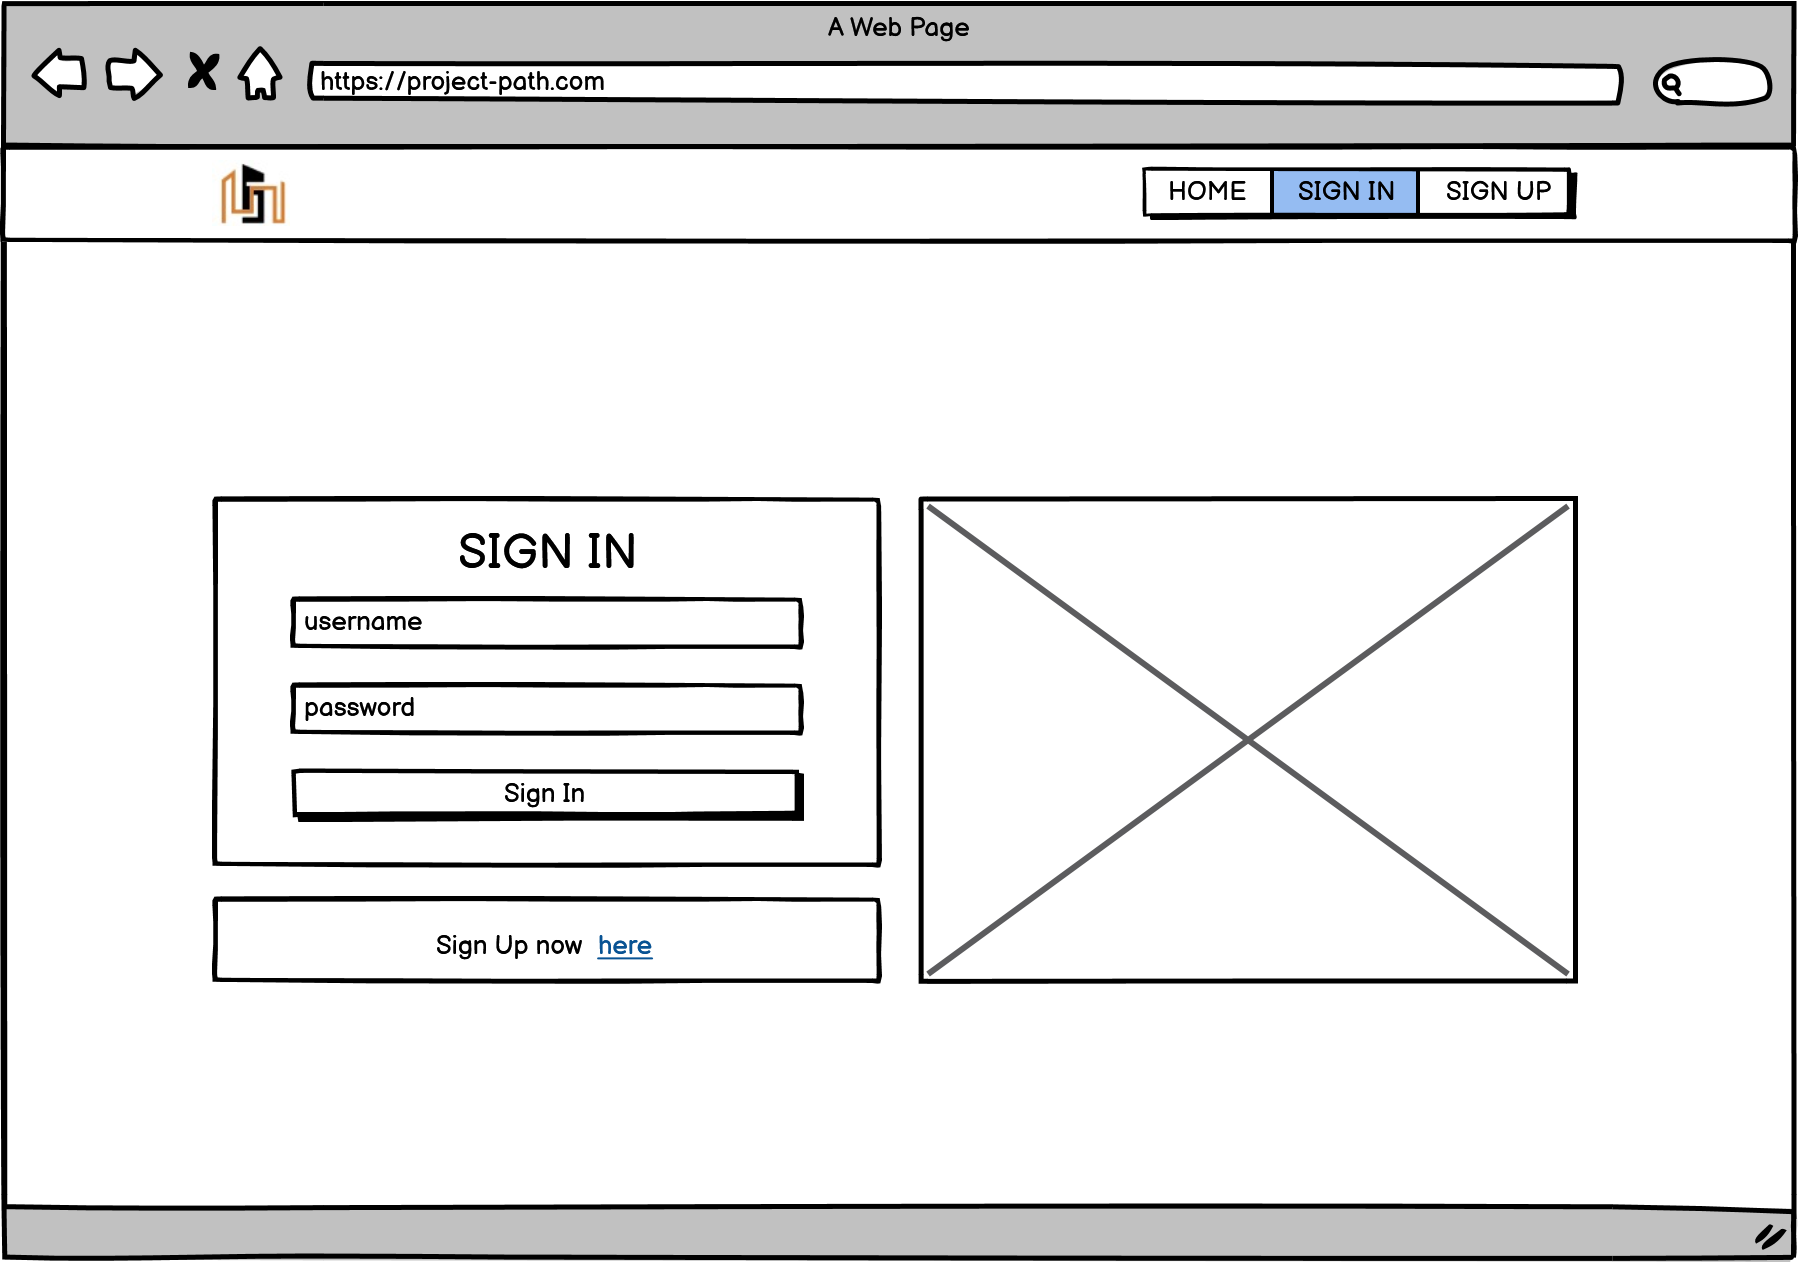 A Web Page
https://project-path.com
HOME SIGN IN SIGN UP
SIGN IN
username
password
Sign In
Sign Up now here